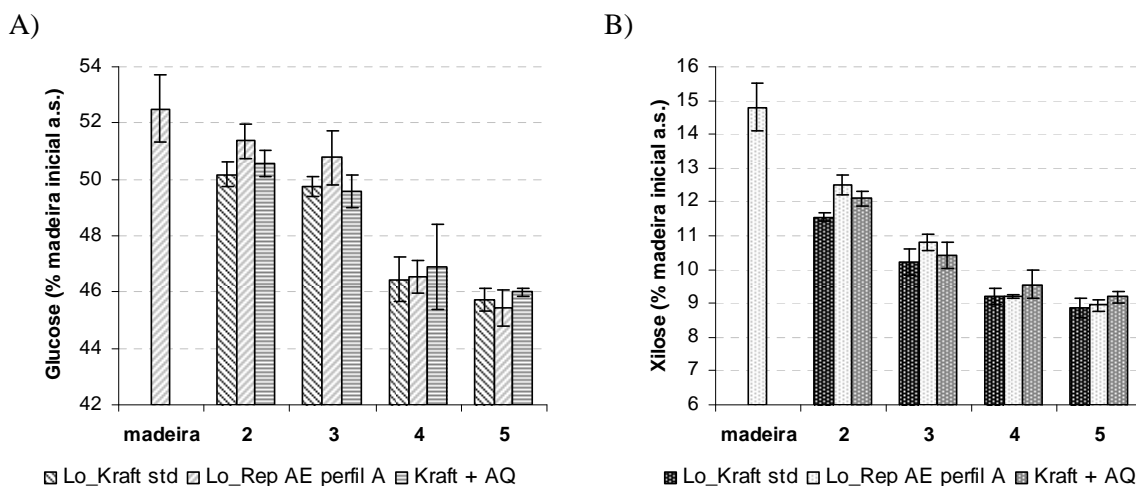 A)
Glucose (% madeira inicial a.s.)
54
52
50
48
46
44
42
madeira 2 3 4 5
Lo_Kraft std Lo_Rep AE perfil A Kraft + AQ
B)
Xilose (% madeira inicial a.s.)
16
15
14
13
12
11
10
9
8
7
6
madeira 2 3 4 5
Lo_Kraft std Lo_Rep AE perfil A Kraft + AQ